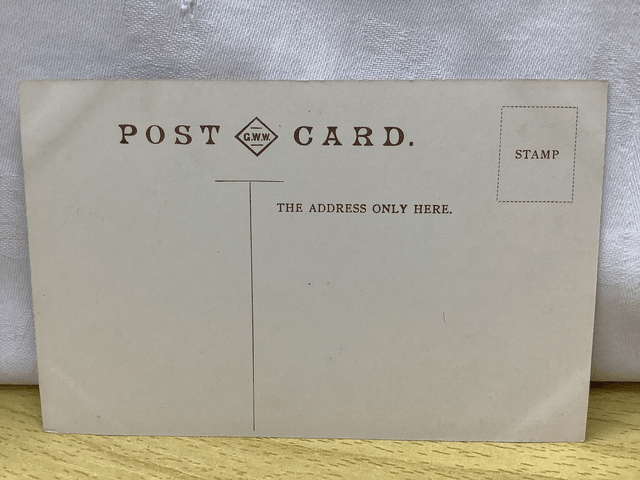 POST G.W.W. CARD.
STAMP
THE ADDRESS ONLY HERE.